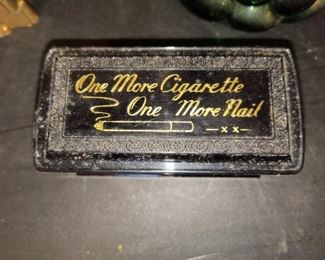 One More Cigarette
One More Nail
-xx-